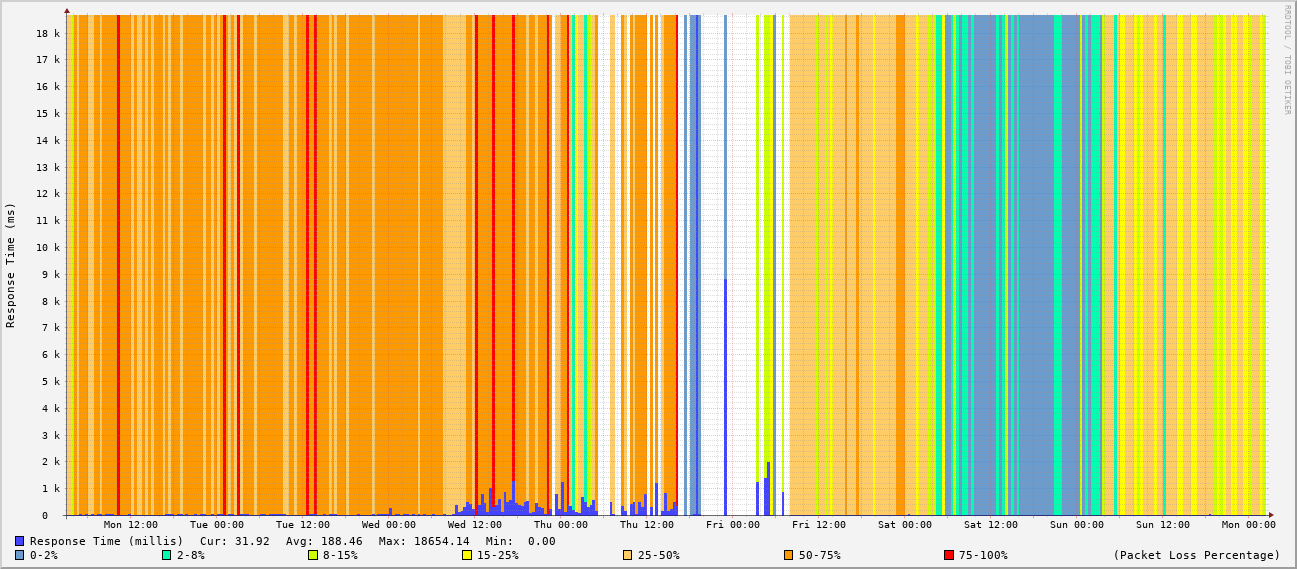 RRDTOOL / TOBI OETIKER
Response Time (ms)
18 k
17 k
16 k
15 k
14 k
13 k
12 k
11 k
10 k
9 k
8 k
7 k
6 k
5 k
4 k
3 k
2 k
1 k
0
Mon 12:00 Tue 00:00 Tue 12:00 Wed 00:00 Wed 12:00 Thu 00:00 Thu 12:00 Fri 00:00 Fri 12:00 Sat 00:00 Sat 12:00 Sun 00:00 Sun 12:00 Mon 00:00
Response Time (millis) Cur: 31.92 Avg: 188.46 Max: 18654.14 Min: 0.00
0-2% 2-8% 8-15% 15-25% 25-50% 50-75% 75-100% (Packet Loss Percentage)